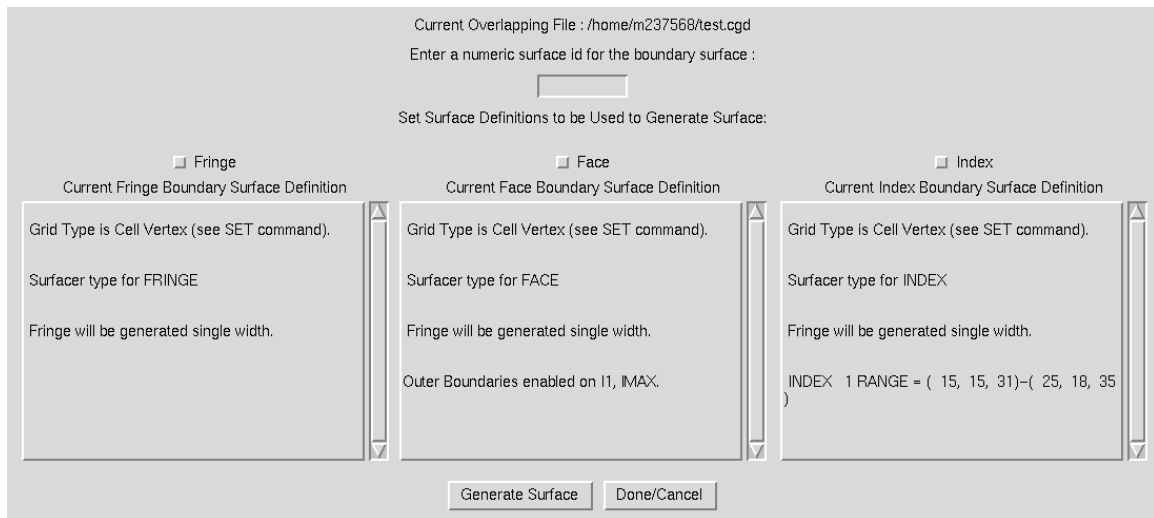 Current Overlapping File : /home/m237568/test.cgd
Enter a numeric surface id for the boundary surface :
Set Surface Definitions to be Used to Generate Surface:
Fringe
Current Fringe Boundary Surface Definition
Grid Type is Cell Vertex (see SET command).
Surfacer type for FRINGE
Fringe will be generated single width.
Face
Current Face Boundary Surface Definition
Grid Type is Cell Vertex (see SET command).
Surfacer type for FACE
Fringe will be generated single width.
Outer Boundaries enabled on I1, IMAX.
Index
Current Index Boundary Surface Definition
Grid Type is Cell Vertex (see SET command).
Surfacer type for INDEX
Fringe will be generated single width.
INDEX 1 RANGE = ( 15, 15, 31)-( 25, 18, 35
)
Generate Surface
Done/Cancel